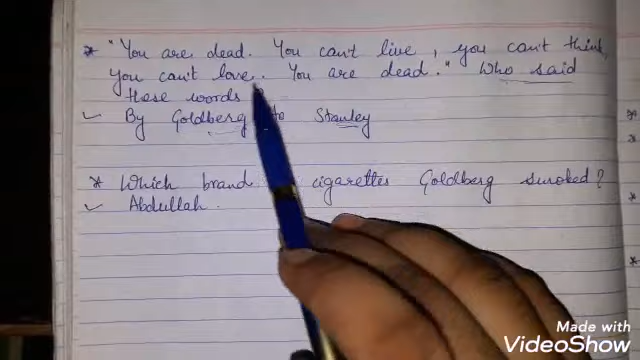 * "You are dead. You can't live, you can't think,
you can't love. You are dead." Who said
these words
✓ By Goldberg to Stanley
* Which brand cigarettes Goldberg smoked?
✓ Abdullah.
Made with
VideoShow